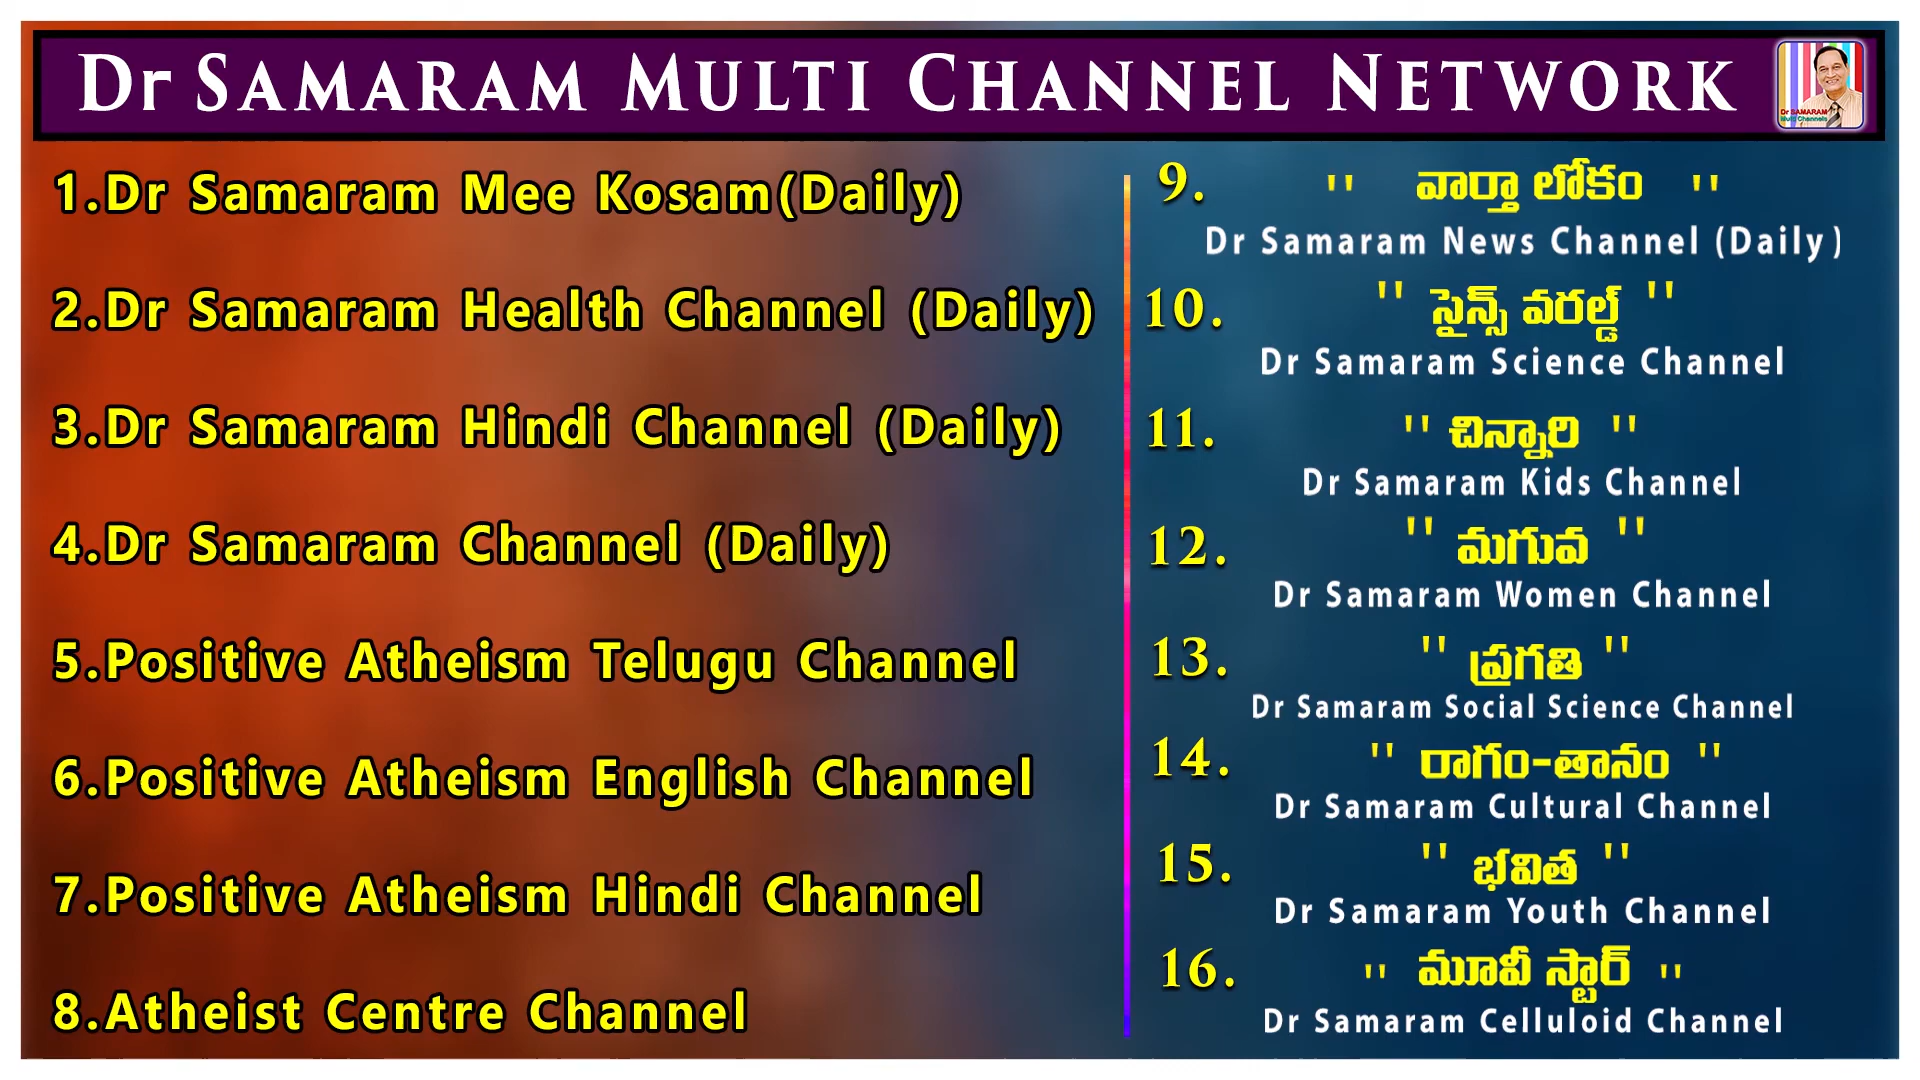 Dr SAMARAM MULTI CHANNEL NETWORK
Dr SAMARAM
Multi Channels
1.Dr Samaram Mee Kosam(Daily)
2.Dr Samaram Health Channel (Daily)
3.Dr Samaram Hindi Channel (Daily)
4.Dr Samaram Channel (Daily)
5.Positive Atheism Telugu Channel
6.Positive Atheism English Channel
7.Positive Atheism Hindi Channel
8.Atheist Centre Channel
9. '' వార్తా లోకం ''
Dr Samaram News Channel (Daily)
10. '' సైన్స్ వరల్డ్ ''
Dr Samaram Science Channel
11. '' చిన్నారి ''
Dr Samaram Kids Channel
12. '' మగువ ''
Dr Samaram Women Channel
13. '' ప్రగతి ''
Dr Samaram Social Science Channel
14. '' రాగం-తానం ''
Dr Samaram Cultural Channel
15. '' భవిత ''
Dr Samaram Youth Channel
16. '' మూవీ స్టార్ ''
Dr Samaram Celluloid Channel